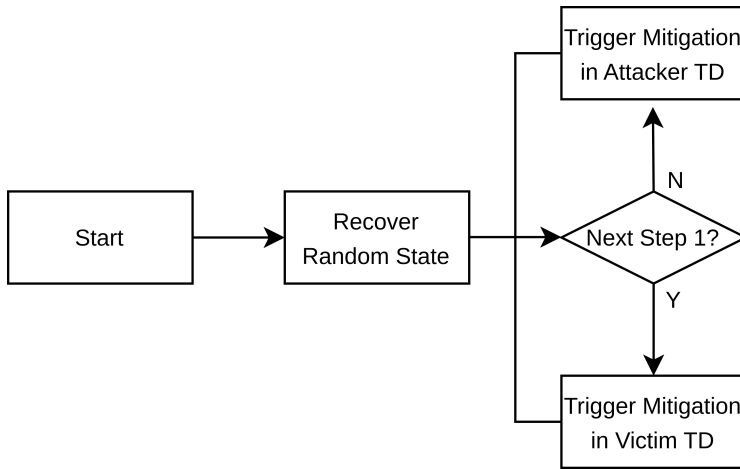 Start
Recover
Random State
Trigger Mitigation
in Attacker TD
N
Next Step 1?
Y
Trigger Mitigation
in Victim TD